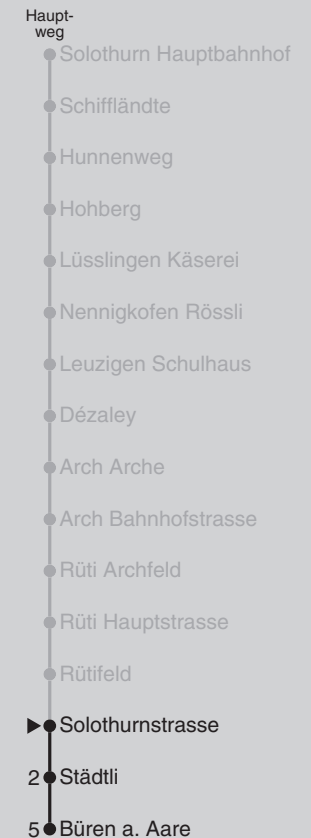 Haupt-
weg
Solothurn Hauptbahnhof
Schiffländte
Hunnenweg
Hohberg
Lüsslingen Käserei
Nennigkofen Rössli
Leuzigen Schulhaus
Dézaley
Arch Arche
Arch Bahnhofstrasse
Rüti Archfeld
Rüti Hauptstrasse
Rütifeld
Solothurnstrasse
2 Städtli
5 Büren a. Aare